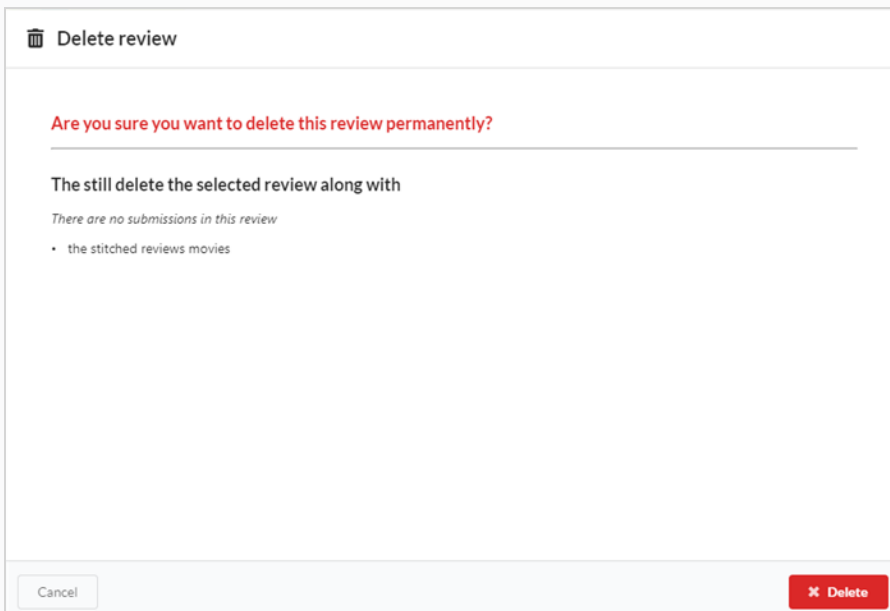 Delete review
Are you sure you want to delete this review permanently?
The still delete the selected review along with
There are no submissions in this review
• the stitched reviews movies
Cancel
✖ Delete